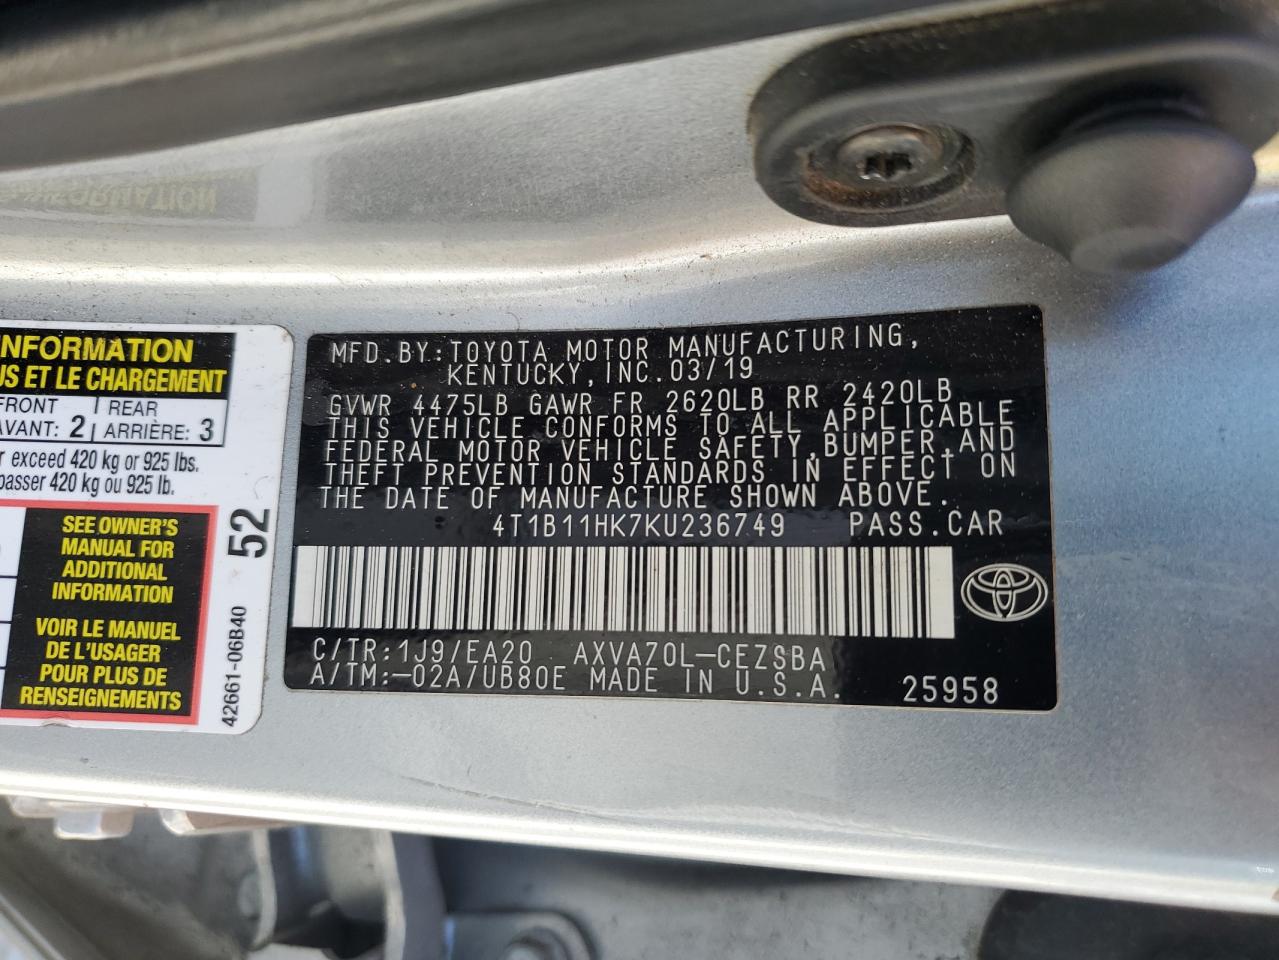 NFORMATION
US ET LE CHARGEMENT
FRONT
AVANT: 2
REAR
ARRIÈRE: 3
r exceed 420 kg or 925 lbs.
passer 420 kg ou 925 lb.
SEE OWNER'S
MANUAL FOR
ADDITIONAL
INFORMATION
VOIR LE MANUEL
DE L'USAGER
POUR PLUS DE
RENSEIGNEMENTS
52
42661-06B40
MFD.BY:TOYOTA MOTOR MANUFACTURING,
KENTUCKY,INC.03/19
GVWR 4475LB GAWR FR 2620LB RR 2420LB
THIS VEHICLE CONFORMS TO ALL APPLICABLE
FEDERAL MOTOR VEHICLE SAFETY,BUMPER,AND
THEFT PREVENTION STANDARDS IN EFFECT ON
THE DATE OF MANUFACTURE SHOWN ABOVE.
4T1B11HK7KU236749 PASS.CAR
C/TR:1J9/EA20 AXVA70L-CEZSBA
A/TM:-02A/UB80E MADE IN U.S.A. 25958